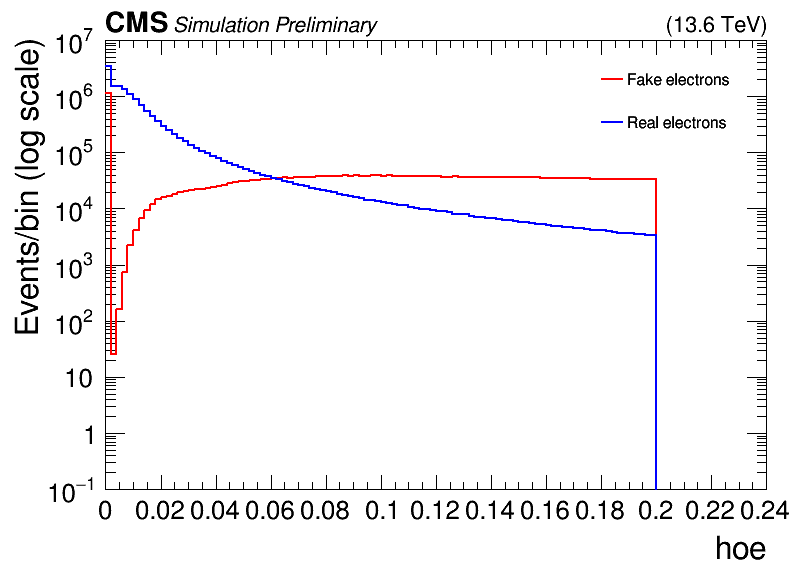 CMS Simulation Preliminary (13.6 TeV)
Events/bin (log scale)
10⁷
10⁶
10⁵
10⁴
10³
10²
10
1
10⁻¹
Fake electrons
Real electrons
0 0.02 0.04 0.06 0.08 0.1 0.12 0.14 0.16 0.18 0.2 0.22 0.24
hoe